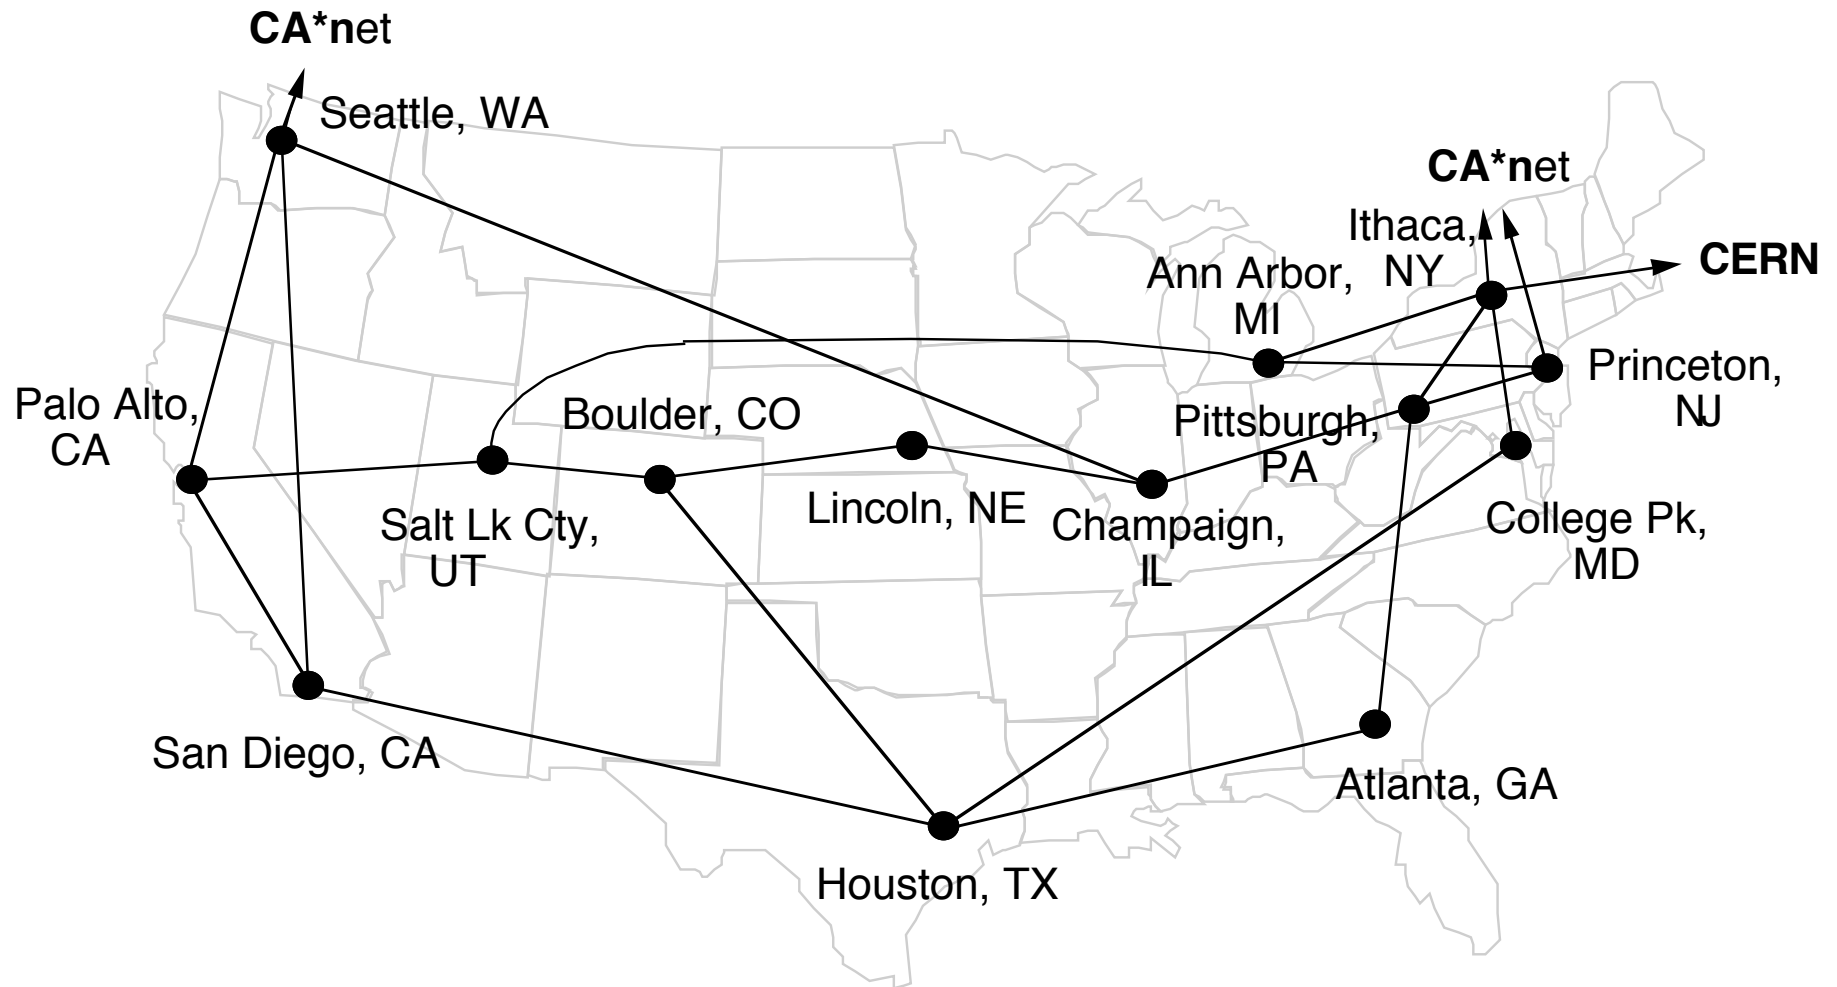 CA*net
Seattle, WA
CA*net
Ithaca,
NY
CERN
Ann Arbor,
MI
Princeton,
NJ
Palo Alto,
CA
Boulder, CO
Pittsburgh,
PA
Salt Lk Cty,
UT
Lincoln, NE
Champaign,
IL
College Pk,
MD
San Diego, CA
Atlanta, GA
Houston, TX